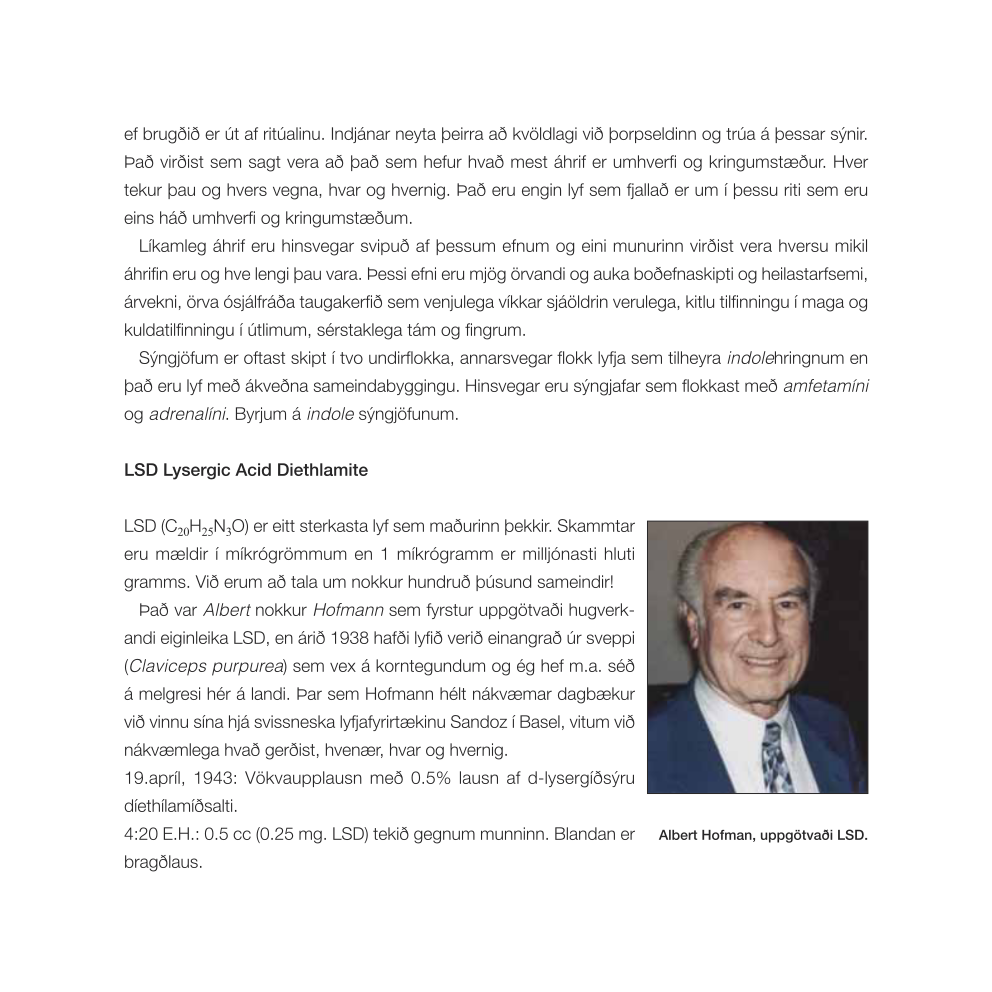 ef brugðið er út af ritúalinu. Indjánar neyta þeirra að kvöldlagi við þorpseldinn og trúa á þessar sýnir.
Það virðist sem sagt vera að það sem hefur hvað mest áhrif er umhverfi og kringumstæður. Hver
tekur þau og hvers vegna, hvar og hvernig. Það eru engin lyf sem fjallað er um í þessu riti sem eru
eins háð umhverfi og kringumstæðum.
Líkamleg áhrif eru hinsvegar svipuð af þessum efnum og eini munurinn virðist vera hversu mikil
áhrifin eru og hve lengi þau vara. Þessi efni eru mjög örvandi og auka boðefnaskipti og heilastarfsemi,
árvekni, örva ósjálfráða taugakerfið sem venjulega víkkar sjáöldrin verulega, kitlu tilfinningu í maga og
kuldatilfinningu í útlimum, sérstaklega tám og fingrum.
Sýngjöfum er oftast skipt í tvo undirflokka, annarsvegar flokk lyfja sem tilheyra indolehringnum en
það eru lyf með ákveðna sameindabyggingu. Hinsvegar eru sýngjafar sem flokkast með amfetamíni
og adrenalíni. Byrjum á indole sýngjöfunum.
LSD Lysergic Acid Diethlamite
LSD (C₂₀H₂₅N₃O) er eitt sterkasta lyf sem maðurinn þekkir. Skammtar
eru mældir í míkrógrömmum en 1 míkrógramm er milljónasti hluti
gramms. Við erum að tala um nokkur hundruð þúsund sameindir!
Það var Albert nokkur Hofmann sem fyrstur uppgötvaði hugverk-
andi eiginleika LSD, en árið 1938 hafði lyfið verið einangrað úr sveppi
(Claviceps purpurea) sem vex á korntegundum og ég hef m.a. séð
á melgresi hér á landi. Þar sem Hofmann hélt nákvæmar dagbækur
við vinnu sína hjá svissneska lyfjafyrirtækinu Sandoz í Basel, vitum við
nákvæmlega hvað gerðist, hvenær, hvar og hvernig.
19.apríl, 1943: Vökvaupplausn með 0.5% lausn af d-lysergíðsýru
díethílamíðsalti.
4:20 E.H.: 0.5 cc (0.25 mg. LSD) tekið gegnum munninn. Blandan er
bragðlaus.
Albert Hofman, uppgötvaði LSD.